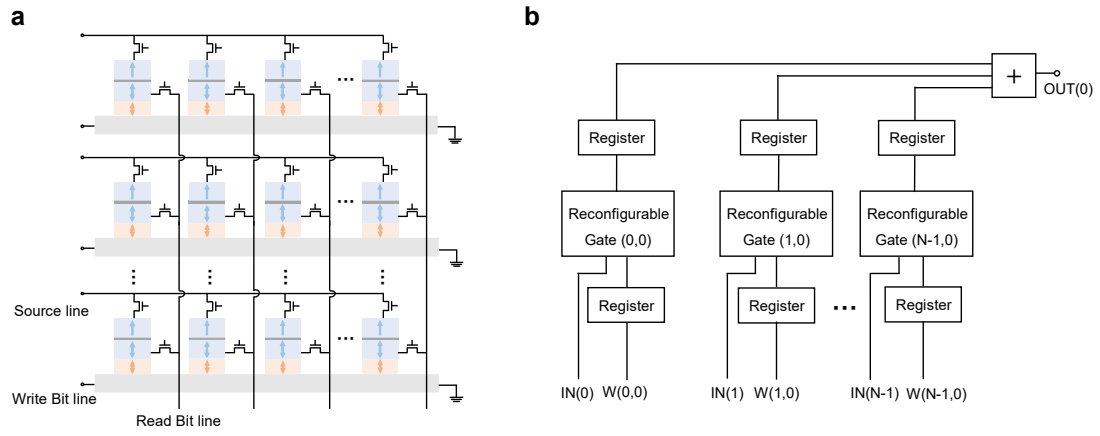 a
Source line
Write Bit line
Read Bit line
b
+
OUT(0)
Register
Register
Register
Reconfigurable
Gate (0,0)
Reconfigurable
Gate (1,0)
Reconfigurable
Gate (N-1,0)
Register
Register
Register
IN(0) W(0,0)
IN(1) W(1,0)
IN(N-1) W(N-1,0)